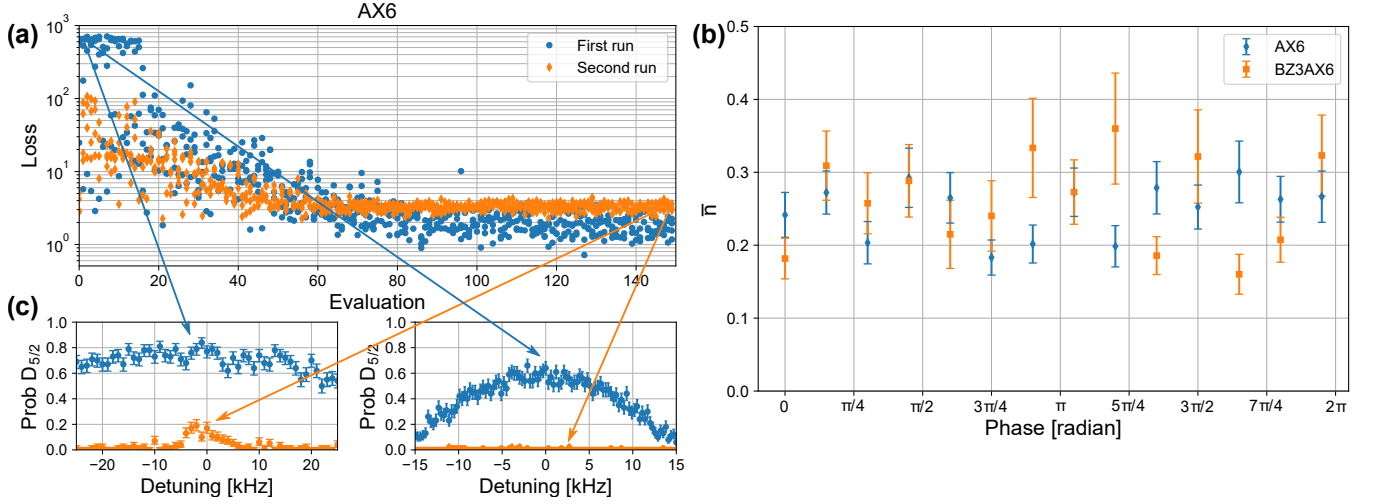 AX6
(a)
10³
10²
10¹
10⁰
Loss
First run
Second run
0 20 40 60 80 100 120 140
Evaluation
(b)
0.5
0.4
0.3
0.2
0.1
0.0
n̅
AX6
BZ3AX6
0 π/4 π/2 3π/4 π 5π/4 3π/2 7π/4 2π
Phase [radian]
(c)
1.0
0.8
0.6
0.4
0.2
0.0
Prob D₅/₂
−20 −10 0 10 20
Detuning [kHz]
1.0
0.8
0.6
0.4
0.2
0.0
Prob D₅/₂
−15 −10 −5 0 5 10 15
Detuning [kHz]